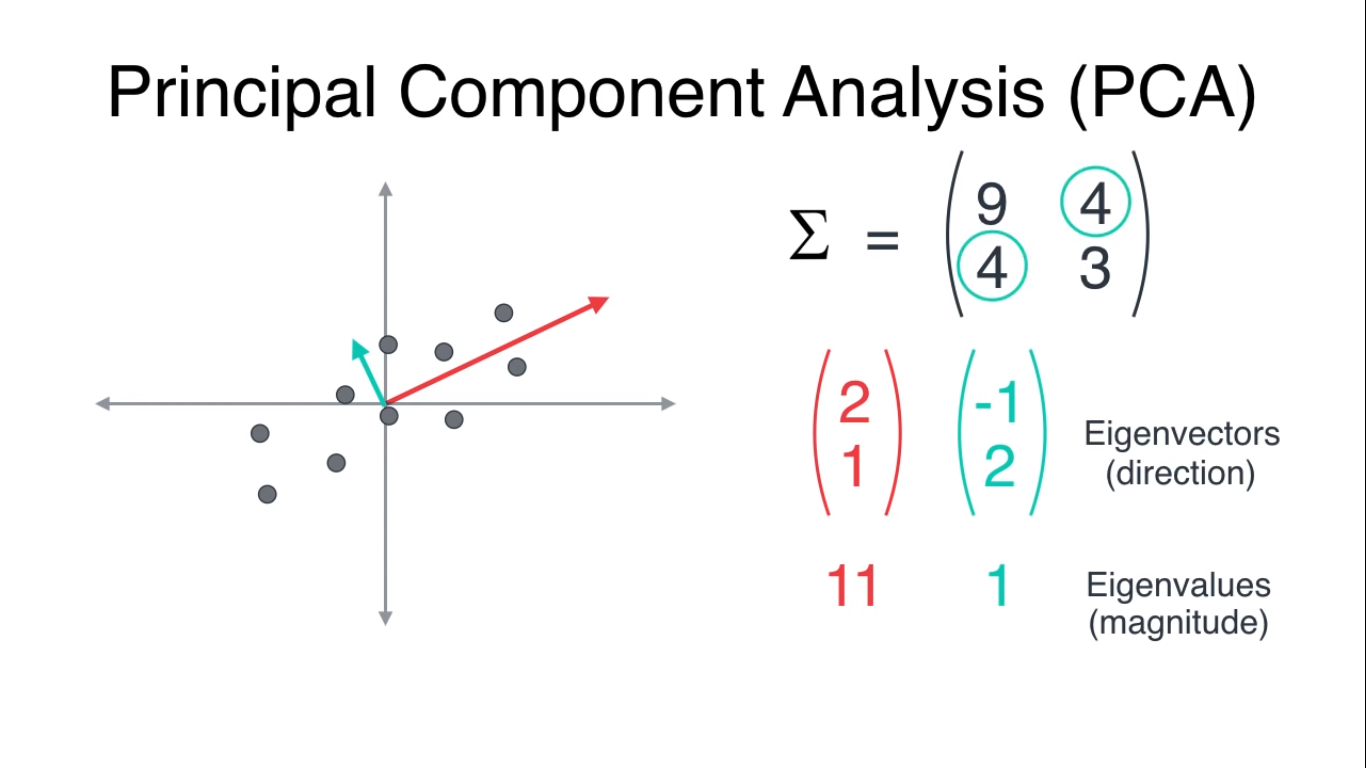 Principal Component Analysis (PCA)
Σ = ( 9 4
4 3 )
( 2
1 )
( -1
2 )
Eigenvectors
(direction)
11 1
Eigenvalues
(magnitude)